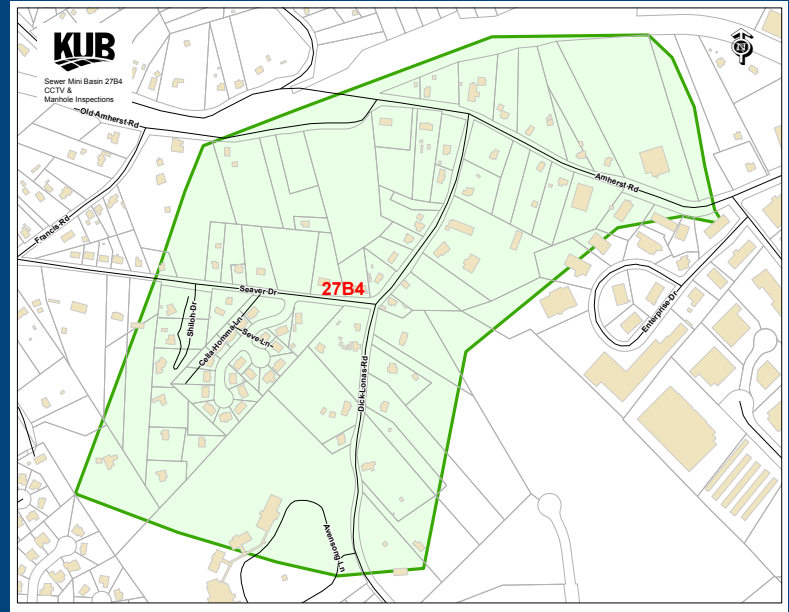 KUB
Sewer Mini Basin 27B4
CCTV &
Manhole Inspections
N
Old Amherst Rd
Amherst Rd
Francis Rd
Seaver Dr
27B4
Shiloh Dr
Cella Homma Ln
Seve Ln
Enterprise Dr
Dick Lonas Rd
Avensong Ln